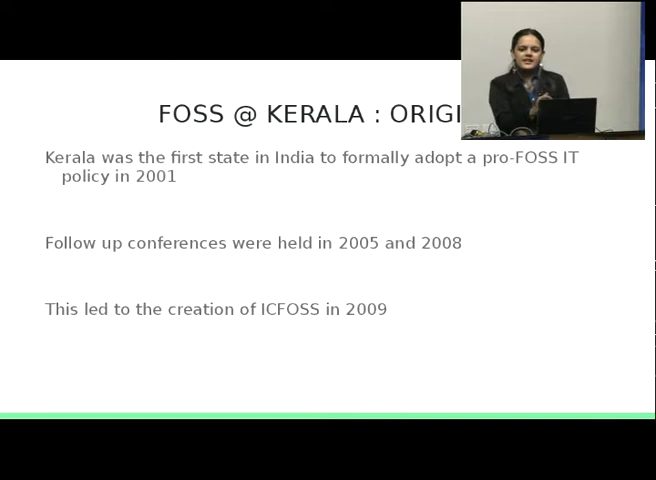 FOSS @ KERALA : ORIGI
Kerala was the first state in India to formally adopt a pro-FOSS IT
policy in 2001
Follow up conferences were held in 2005 and 2008
This led to the creation of ICFOSS in 2009